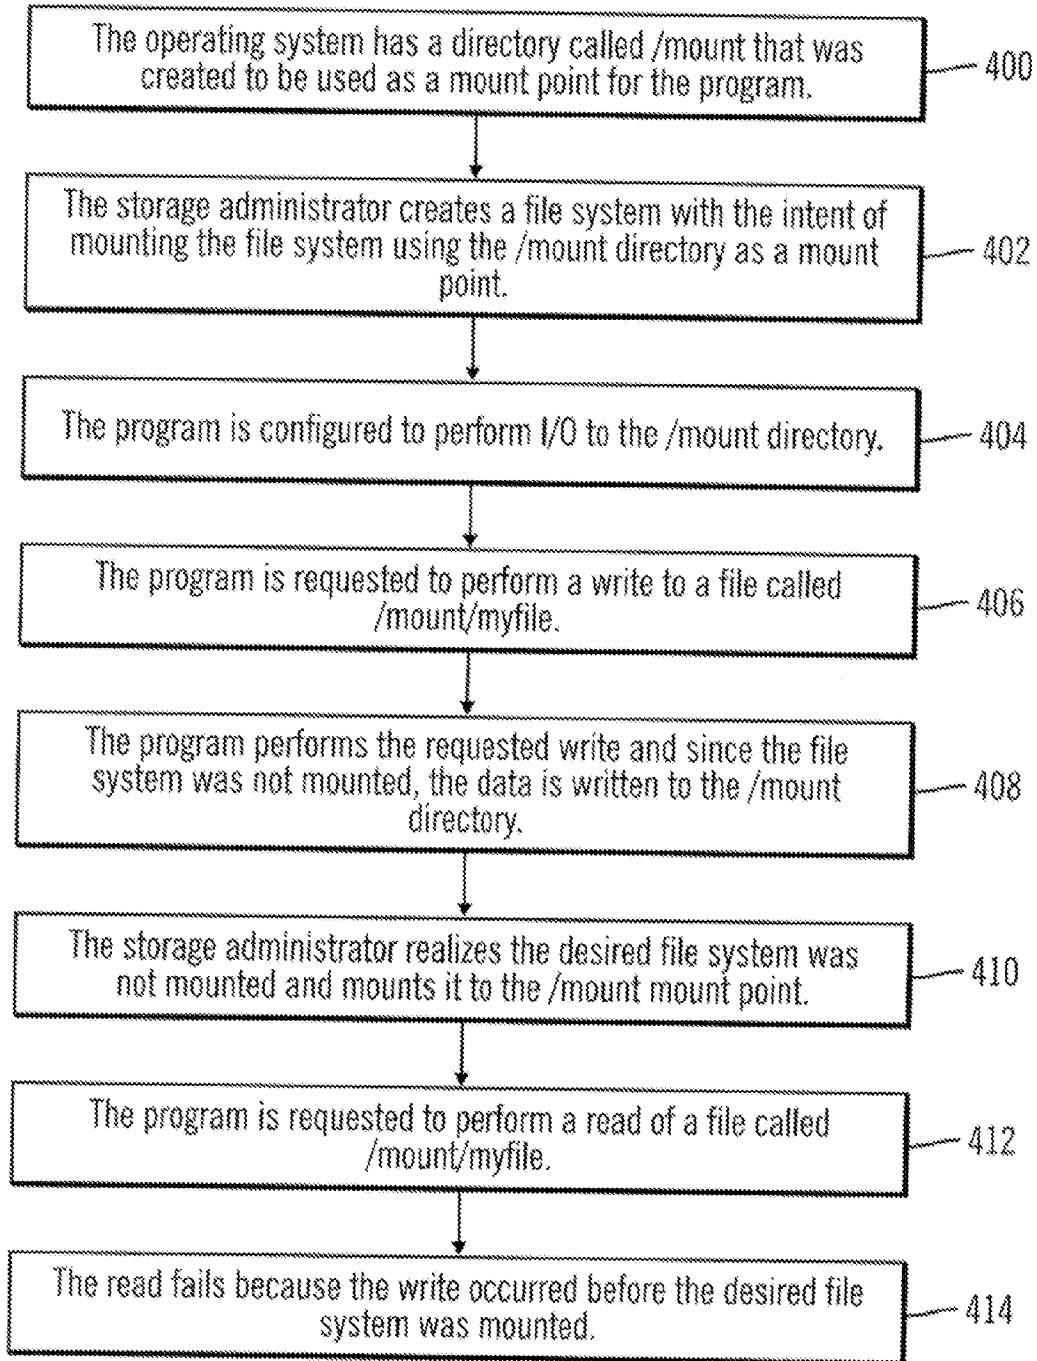 The operating system has a directory called /mount that was
created to be used as a mount point for the program.
400
The storage administrator creates a file system with the intent of
mounting the file system using the /mount directory as a mount
point.
402
The program is configured to perform I/O to the /mount directory.
404
The program is requested to perform a write to a file called
/mount/myfile.
406
The program performs the requested write and since the file
system was not mounted, the data is written to the /mount
directory.
408
The storage administrator realizes the desired file system was
not mounted and mounts it to the /mount mount point.
410
The program is requested to perform a read of a file called
/mount/myfile.
412
The read fails because the write occurred before the desired file
system was mounted.
414